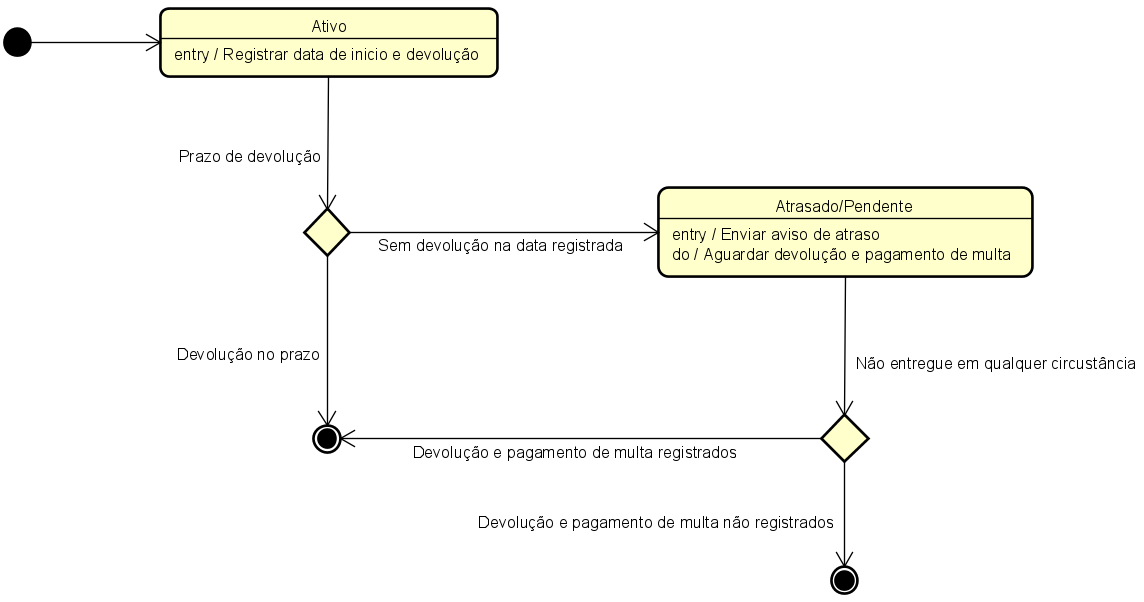 Ativo
entry / Registrar data de inicio e devolução
Prazo de devolução
Atrasado/Pendente
entry / Enviar aviso de atraso
do / Aguardar devolução e pagamento de multa
Sem devolução na data registrada
Devolução no prazo
Não entregue em qualquer circustância
Devolução e pagamento de multa registrados
Devolução e pagamento de multa não registrados